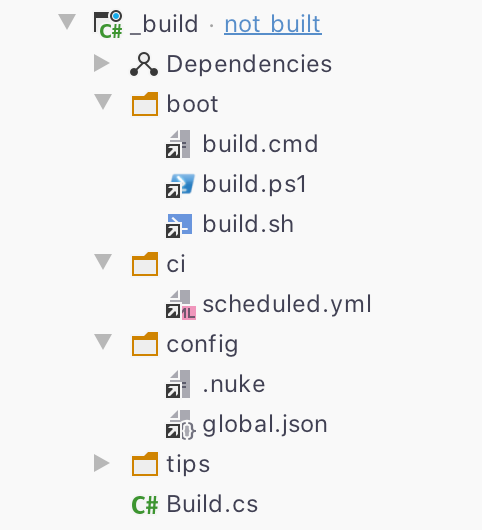 C# _build · not built
Dependencies
boot
build.cmd
build.ps1
build.sh
ci
ML scheduled.yml
config
.nuke
{} global.json
tips
C# Build.cs